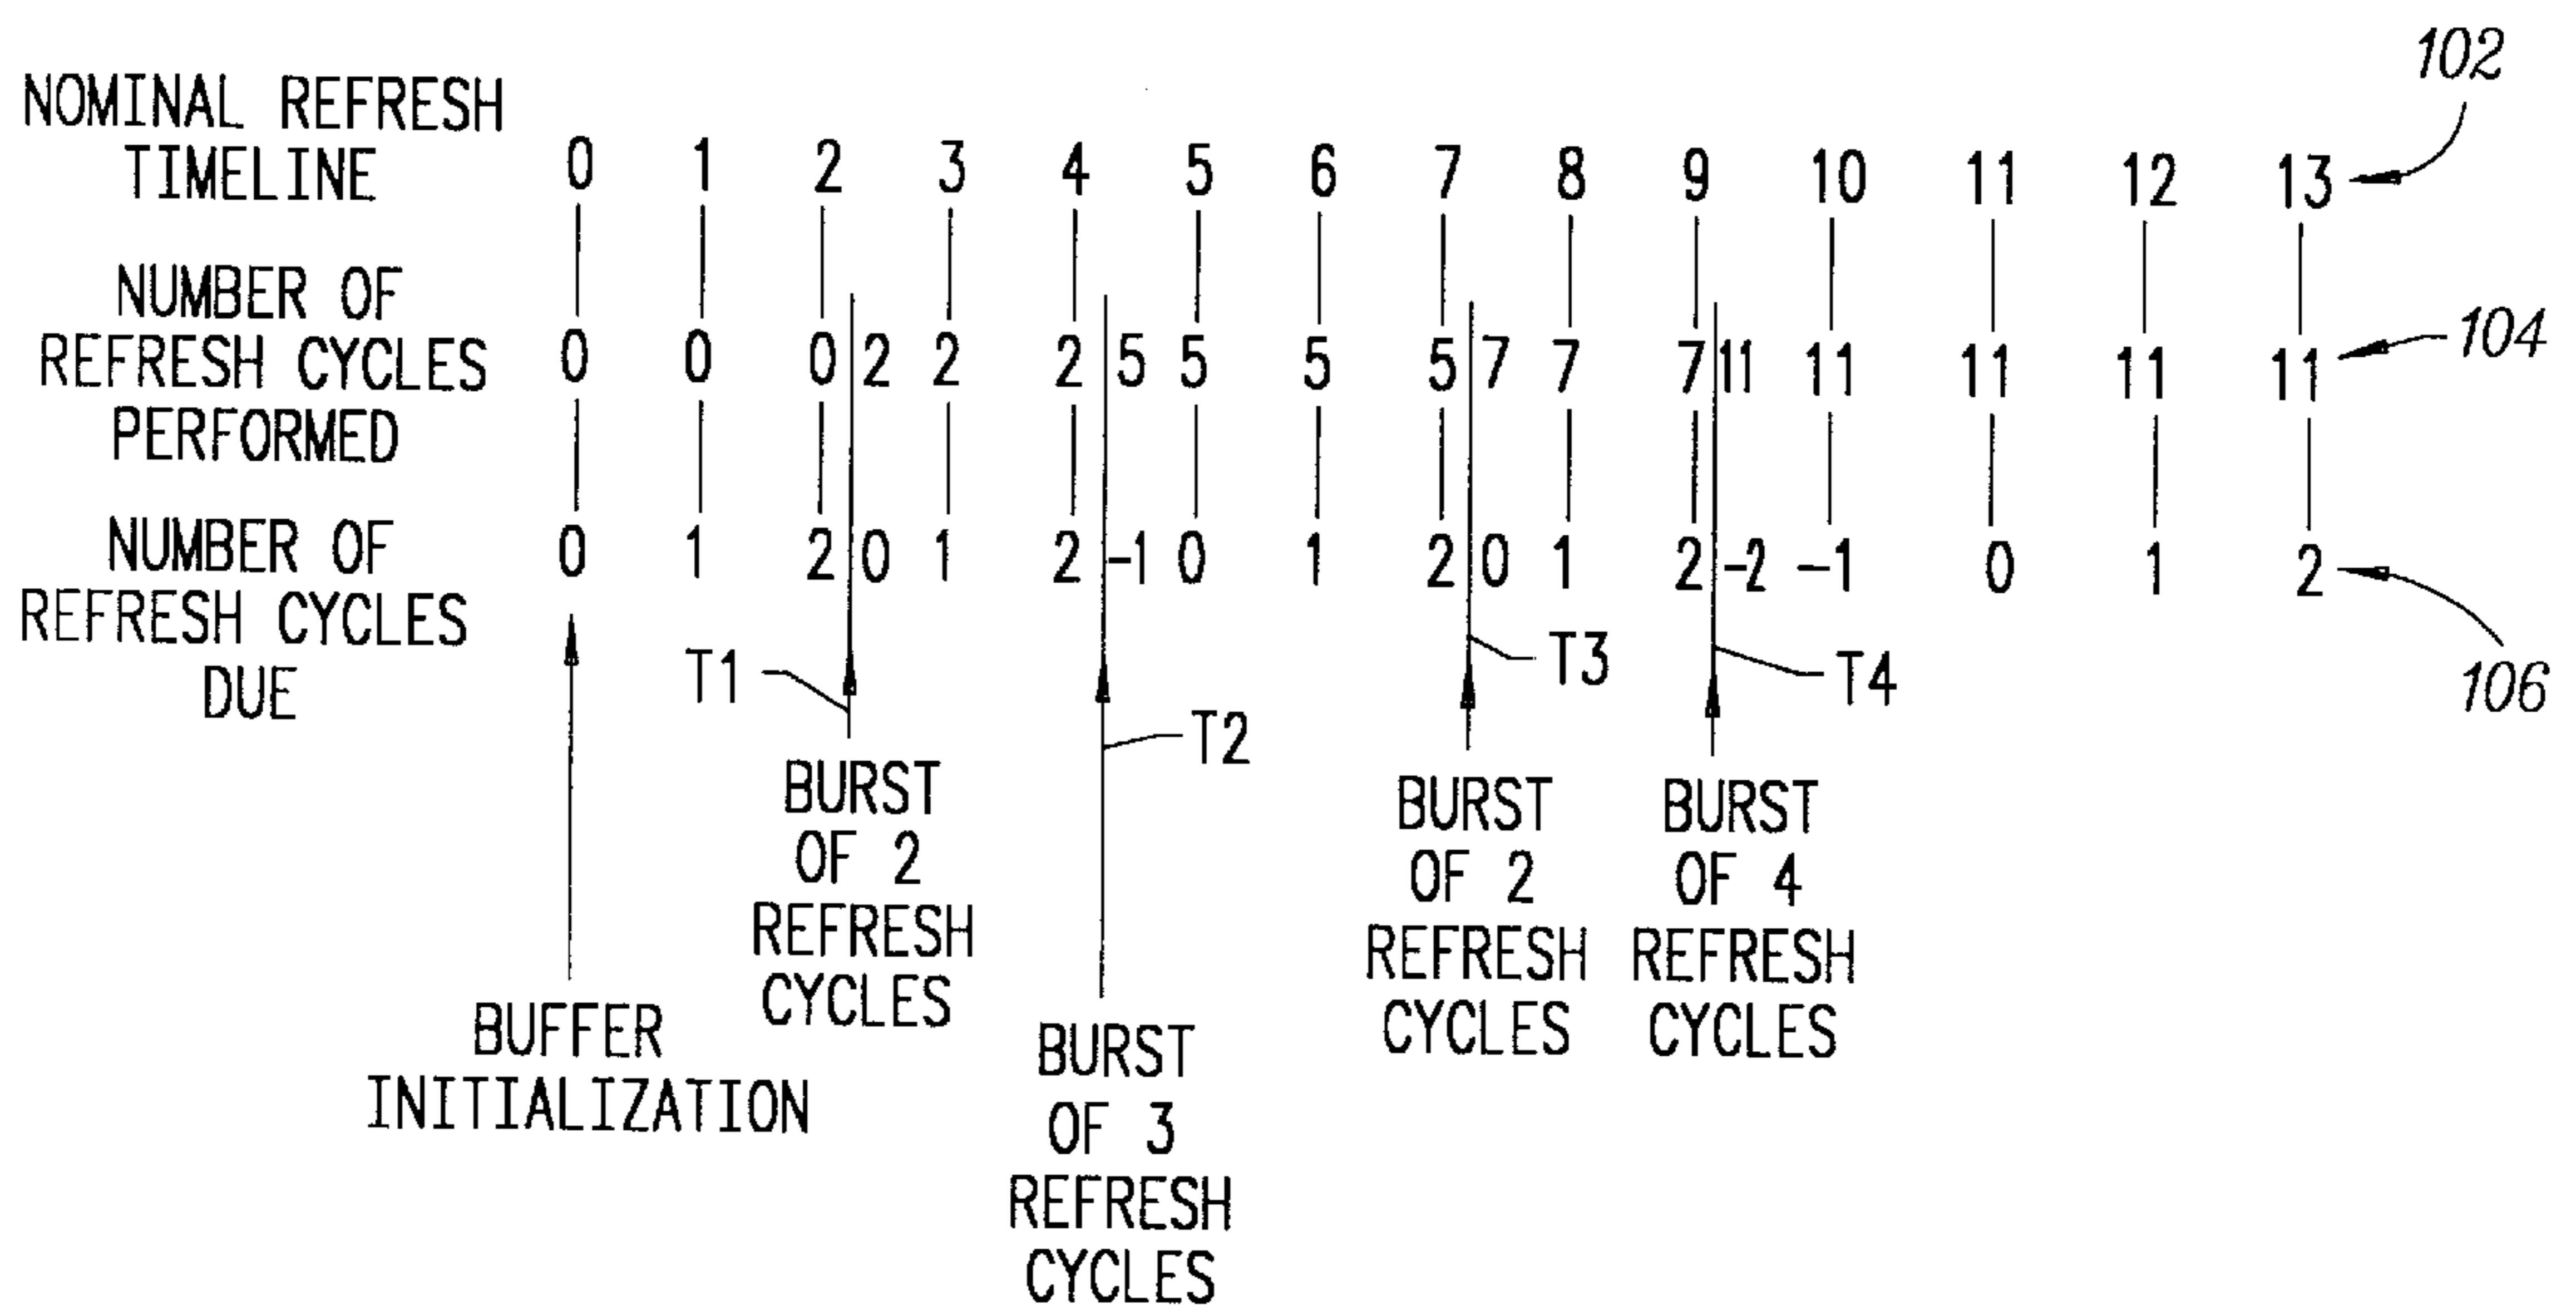 102
NOMINAL REFRESH
TIMELINE
0 1 2 3 4 5 6 7 8 9 10 11 12 13
NUMBER OF
REFRESH CYCLES
PERFORMED
0 0 0 2 2 2 5 5 5 5 7 7 7 11 11 11 11 11
104
NUMBER OF
REFRESH CYCLES
DUE
0 1 2 0 1 2 -1 0 1 2 0 1 2 -2 -1 0 1 2
106
T1
T2
T3
T4
BUFFER
INITIALIZATION
BURST
OF 2
REFRESH
CYCLES
BURST
OF 3
REFRESH
CYCLES
BURST
OF 2
REFRESH
CYCLES
BURST
OF 4
REFRESH
CYCLES